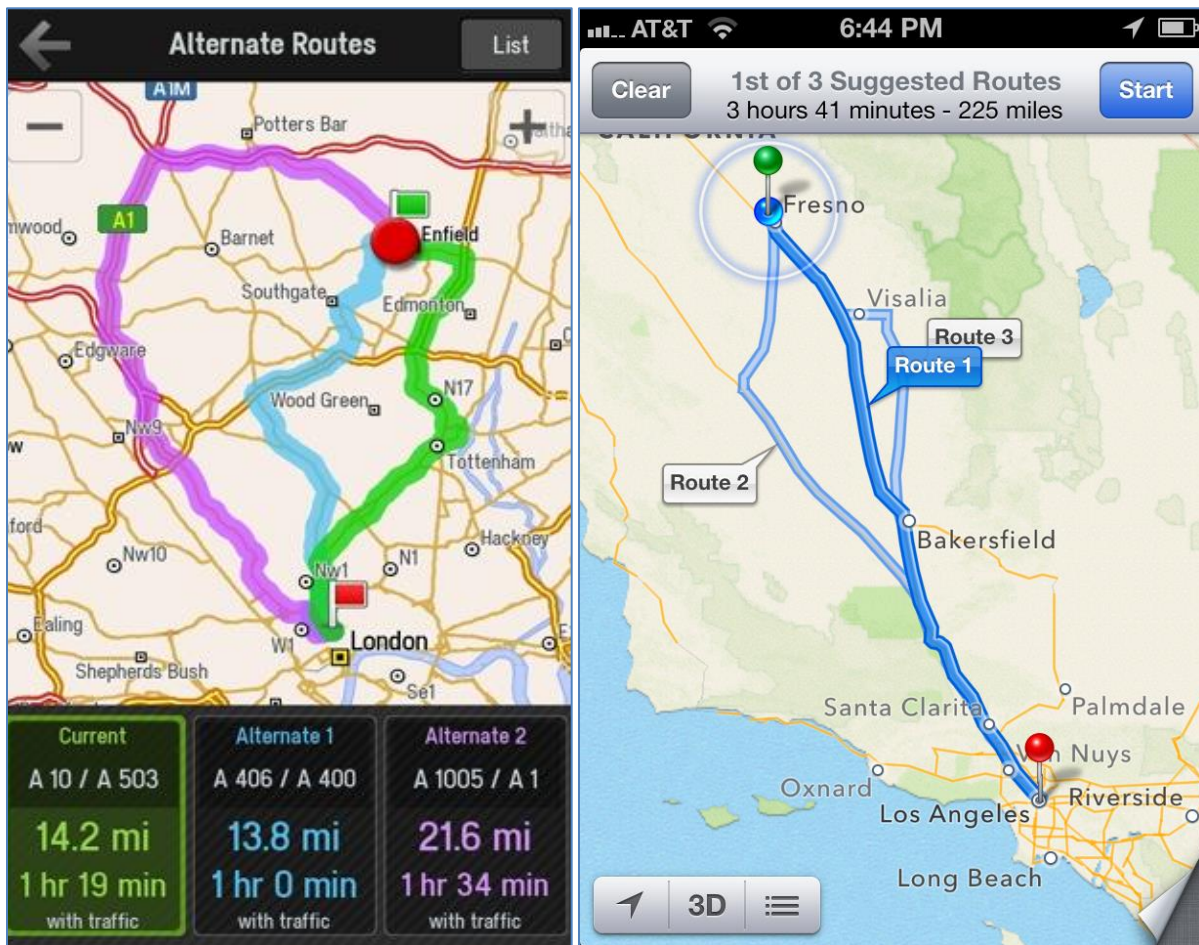 Alternate Routes
List
A1M
Potters Bar
A1
Barnet
Enfield
Southgate
Edmonton
Edgware
N17
Wood Green
Nw9
Tottenham
Hackney
Nw10
Nw1
N1
Ealing
W1
London
Shepherds Bush
Se1
Current
A 10 / A 503
14.2 mi
1 hr 19 min
with traffic
Alternate 1
A 406 / A 400
13.8 mi
1 hr 0 min
with traffic
Alternate 2
A 1005 / A 1
21.6 mi
1 hr 34 min
with traffic
AT&T
6:44 PM
Clear
1st of 3 Suggested Routes
3 hours 41 minutes - 225 miles
Start
CALIFORNIA
Fresno
Visalia
Route 3
Route 1
Route 2
Bakersfield
Santa Clarita
Palmdale
Van Nuys
Oxnard
Riverside
Los Angeles
Long Beach
3D